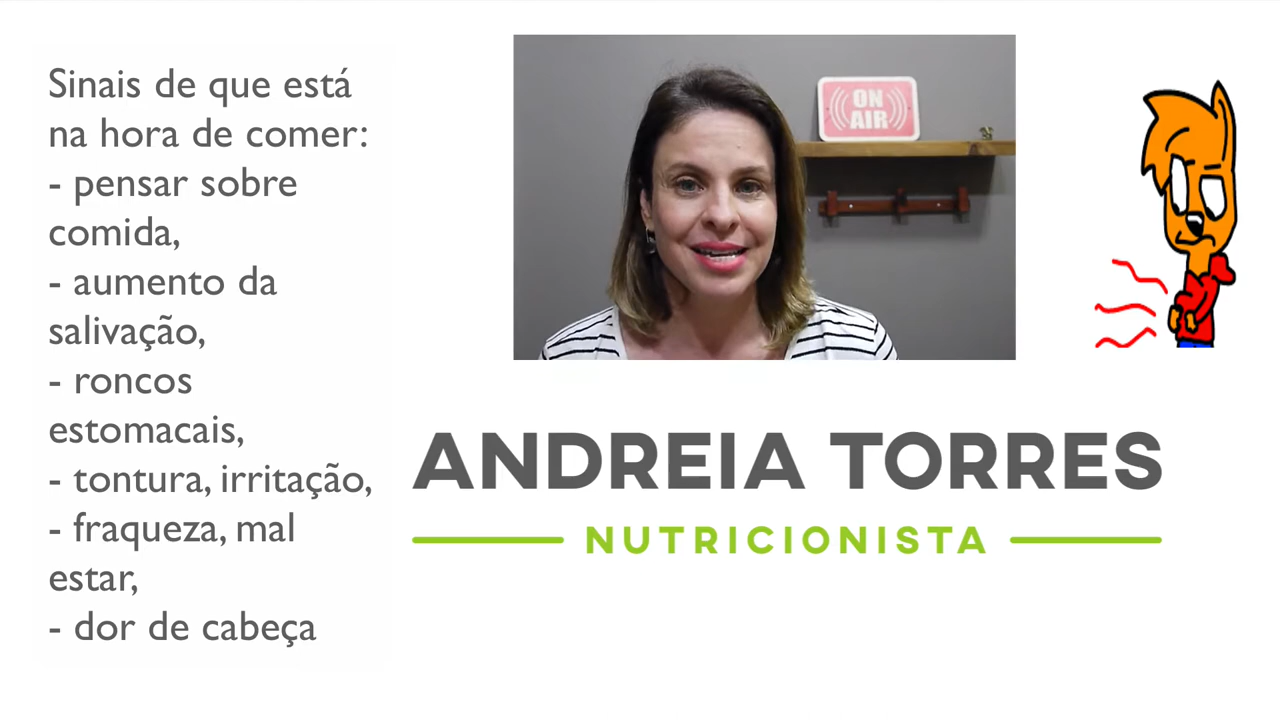 Sinais de que está
na hora de comer:
- pensar sobre
comida,
- aumento da
salivação,
- roncos
estomacais,
- tontura, irritação,
- fraqueza, mal
estar,
- dor de cabeça
ON
AIR
ANDREIA TORRES
NUTRICIONISTA